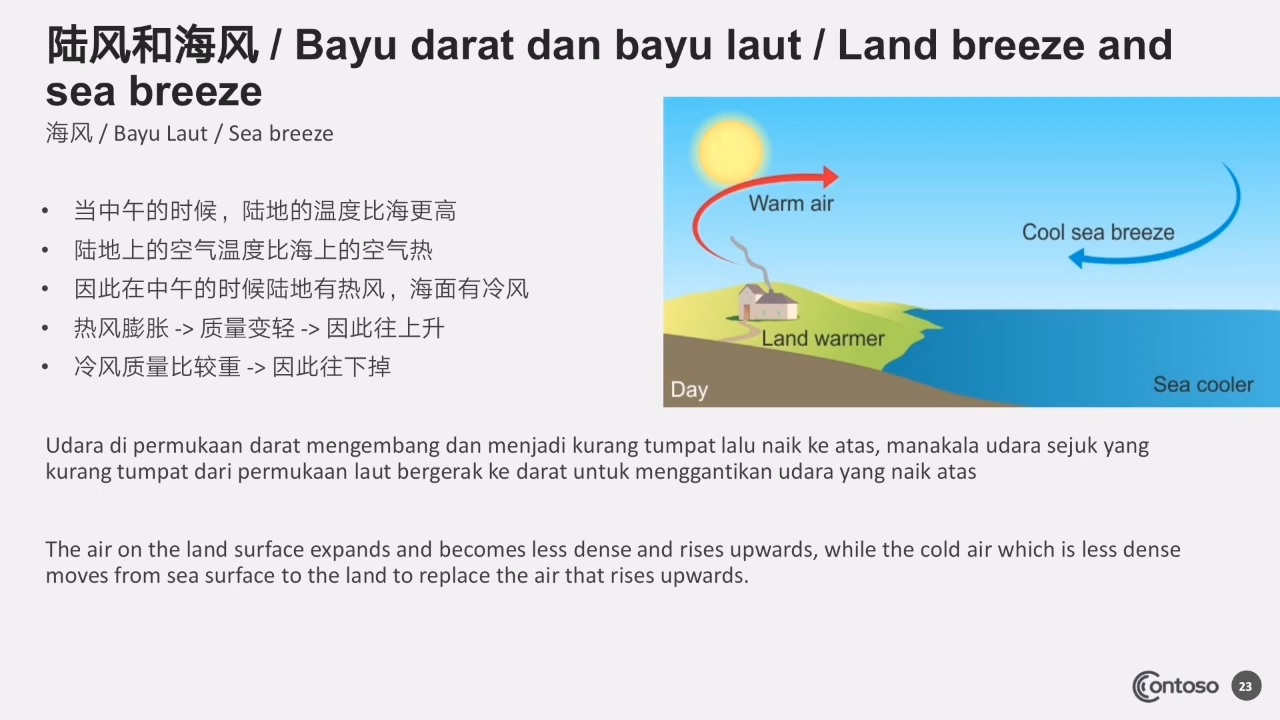 陆风和海风 / Bayu darat dan bayu laut / Land breeze and
sea breeze
海风 / Bayu Laut / Sea breeze
• 当中午的时候，陆地的温度比海更高
• 陆地上的空气温度比海上的空气热
• 因此在中午的时候陆地有热风，海面有冷风
• 热风膨胀 -> 质量变轻 -> 因此往上升
• 冷风质量比较重 -> 因此往下掉
Warm air
Cool sea breeze
Land warmer
Day
Sea cooler
Udara di permukaan darat mengembang dan menjadi kurang tumpat lalu naik ke atas, manakala udara sejuk yang
kurang tumpat dari permukaan laut bergerak ke darat untuk menggantikan udara yang naik atas
The air on the land surface expands and becomes less dense and rises upwards, while the cold air which is less dense
moves from sea surface to the land to replace the air that rises upwards.
Contoso
23